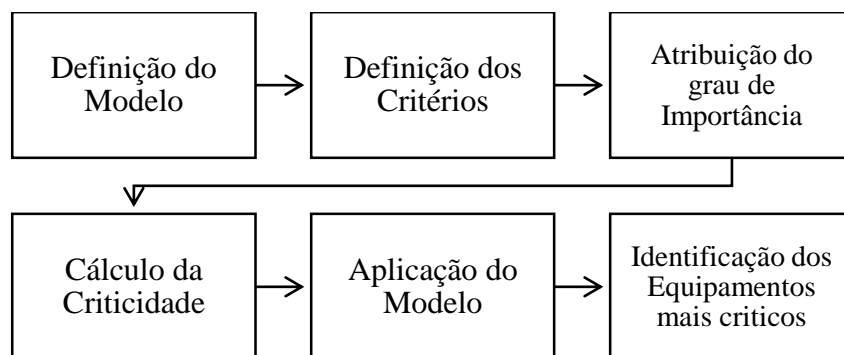 Definição do
Modelo
Definição dos
Critérios
Atribuição do
grau de
Importância
Cálculo da
Criticidade
Aplicação do
Modelo
Identificação dos
Equipamentos
mais criticos